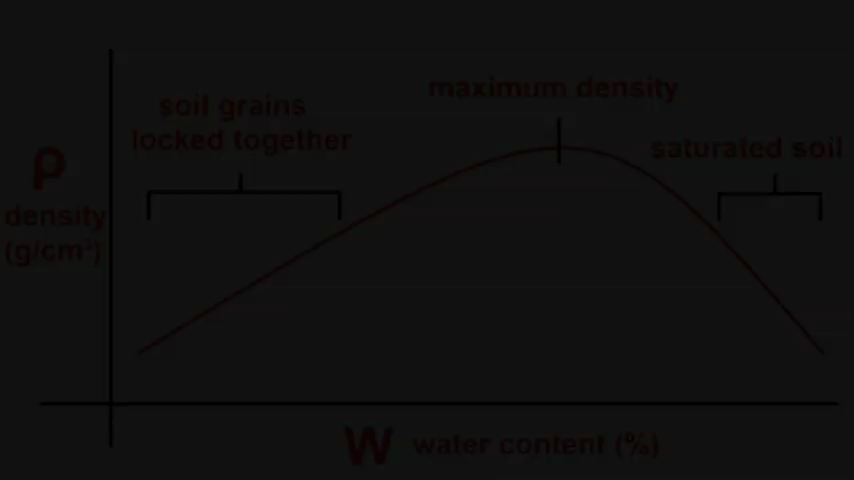 maximum density
soil grains
locked together
saturated soil
ρ
density
(g/cm³)
W water content (%)